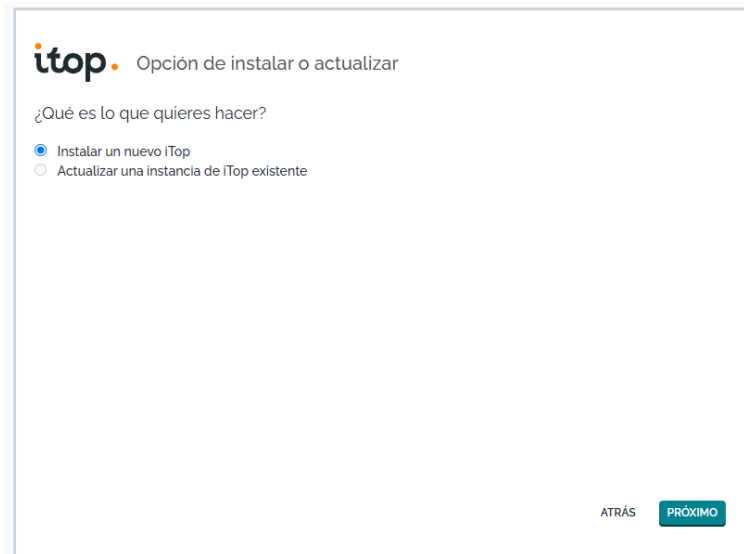 itop. Opción de instalar o actualizar
¿Qué es lo que quieres hacer?
Instalar un nuevo iTop
Actualizar una instancia de iTop existente
ATRÁS PRÓXIMO